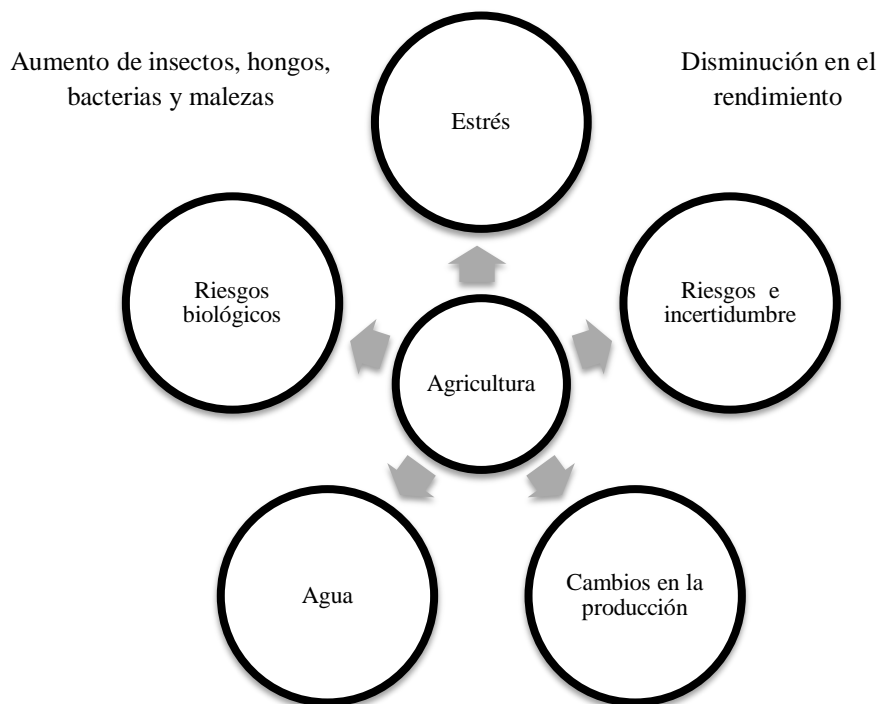 Aumento de insectos, hongos,
bacterias y malezas
Disminución en el
rendimiento
Estrés
Riesgos
biológicos
Riesgos e
incertidumbre
Agricultura
Agua
Cambios en la
producción